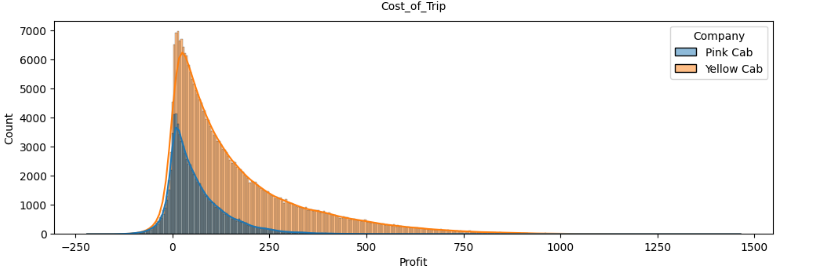 Cost_of_Trip
Company
Pink Cab
Yellow Cab
7000
6000
5000
4000
3000
2000
1000
0
Count
−250
0
250
500
750
1000
1250
1500
Profit